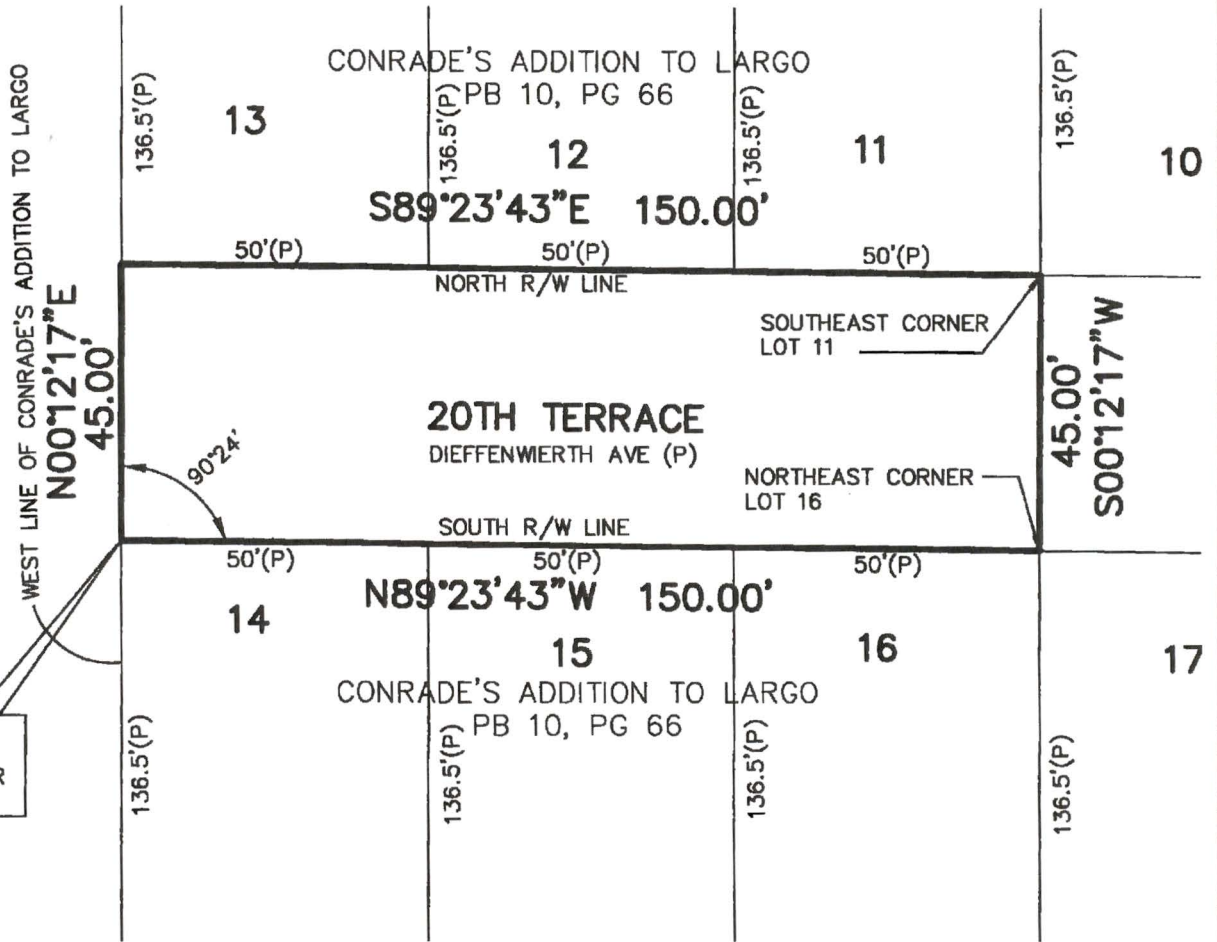 CONRADE'S ADDITION TO LARGO
PB 10, PG 66
136.5'(P)
136.5'(P)
136.5'(P)
136.5'(P)
13
12
11
10
S89°23'43"E 150.00'
50'(P)
50'(P)
50'(P)
NORTH R/W LINE
WEST LINE OF CONRADE'S ADDITION TO LARGO
N00°12'17"E
45.00'
SOUTHEAST CORNER
LOT 11
20TH TERRACE
DIEFFENWIERTH AVE (P)
90°24'
NORTHEAST CORNER
LOT 16
45.00'
S00°12'17"W
SOUTH R/W LINE
50'(P)
50'(P)
50'(P)
N89°23'43"W 150.00'
14
15
16
17
CONRADE'S ADDITION TO LARGO
PB 10, PG 66
136.5'(P)
136.5'(P)
136.5'(P)
136.5'(P)